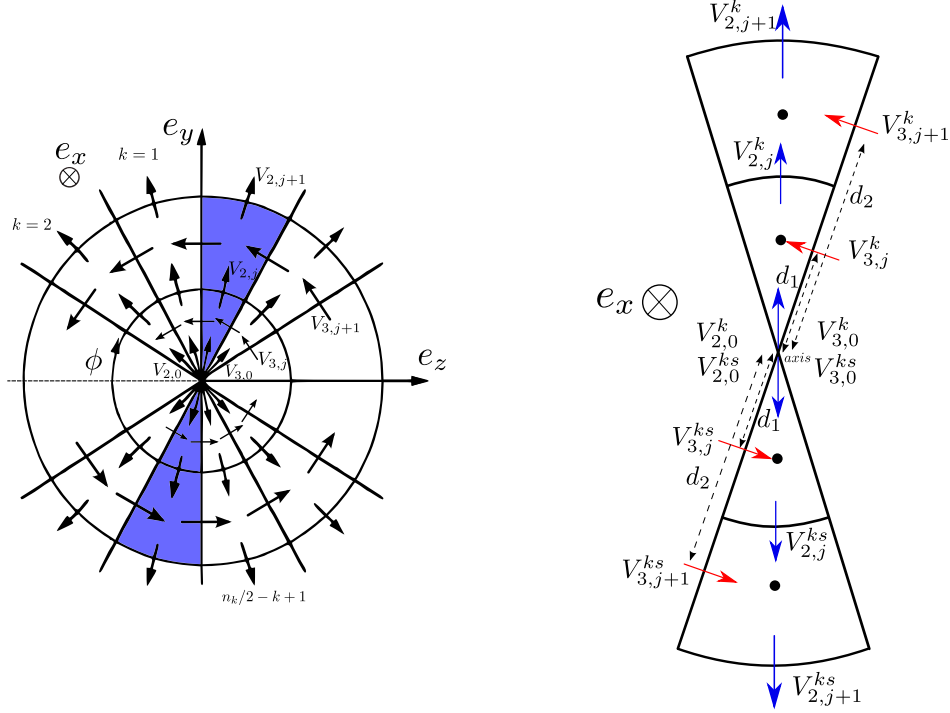 e_y
e_x
k = 1
V_{2,j+1}
k = 2
V_{2,j}
V_{3,j+1}
ϕ
V_{3,j}
e_z
V_{2,0}
V_{3,0}
n_k/2 − k + 1
V^k_{2,j+1}
V^k_{3,j+1}
V^k_{2,j}
d_2
V^k_{3,j}
d_1
e_x
V^k_{2,0}
V^k_{3,0}
V^{ks}_{2,0}
axis
V^{ks}_{3,0}
d_1
V^{ks}_{3,j}
d_2
V^{ks}_{2,j}
V^{ks}_{3,j+1}
V^{ks}_{2,j+1}